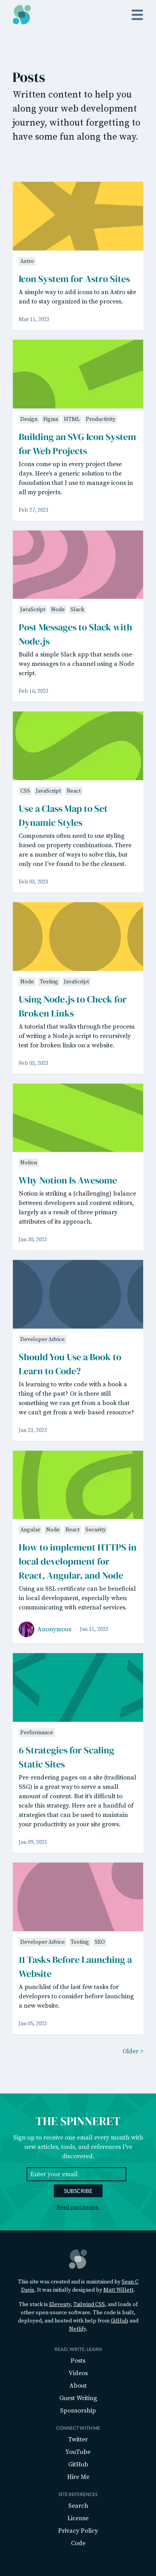 Posts
Written content to help you
along your web development
journey, without forgetting to
have some fun along the way.
Astro
Icon System for Astro Sites
A simple way to add icons to an Astro site
and to stay organized in the process.
Mar 11, 2023
Design Figma HTML Productivity
Building an SVG Icon System
for Web Projects
Icons come up in every project these
days. Here's a generic solution to the
foundation that I use to manage icons in
all my projects.
Feb 27, 2023
JavaScript Node Slack
Post Messages to Slack with
Node.js
Build a simple Slack app that sends one-
way messages to a channel using a Node
script.
Feb 16, 2023
CSS JavaScript React
Use a Class Map to Set
Dynamic Styles
Components often need to use styling
based on property combinations. There
are a number of ways to solve this, but
only one I've found to be the cleanest.
Feb 02, 2023
Node Testing JavaScript
Using Node.js to Check for
Broken Links
A tutorial that walks through the process
of writing a Node.js script to recursively
test for broken links on a website.
Feb 02, 2023
Notion
Why Notion Is Awesome
Notion is striking a (challenging) balance
between developers and content editors,
largely as a result of three primary
attributes of its approach.
Jan 30, 2023
Developer Advice
Should You Use a Book to
Learn to Code?
Is learning to write code with a book a
thing of the past? Or is there still
something we can get from a book that
we can't get from a web-based resource?
Jan 23, 2023
Angular Node React Security
How to implement HTTPS in
local development for
React, Angular, and Node
Using an SSL certificate can be beneficial
in local development, especially when
communicating with external services.
Anonymous Jan 11, 2023
Performance
6 Strategies for Scaling
Static Sites
Pre-rendering pages on a site (traditional
SSG) is a great way to serve a small
amount of content. But it's difficult to
scale this strategy. Here are a handful of
strategies that can be used to maintain
your productivity as your site grows.
Jan 09, 2023
Developer Advice Testing SEO
11 Tasks Before Launching a
Website
A punchlist of the last few tasks for
developers to consider before launching
a new website.
Jan 05, 2023
Older >
THE SPINNERET
Sign up to receive one email every month with
new articles, tools, and references I've
discovered.
Enter your email
SUBSCRIBE
Read past issues.
This site was created and is maintained by Sean C
Davis. It was initially designed by Matt Willett.
The stack is Eleventy, Tailwind CSS, and loads of
other open-source software. The code is built,
deployed, and hosted with help from GitHub and
Netlify.
READ, WRITE, LEARN
Posts
Videos
About
Guest Writing
Sponsorship
CONNECT WITH ME
Twitter
YouTube
GitHub
Hire Me
SITE REFERENCES
Search
License
Privacy Policy
Code